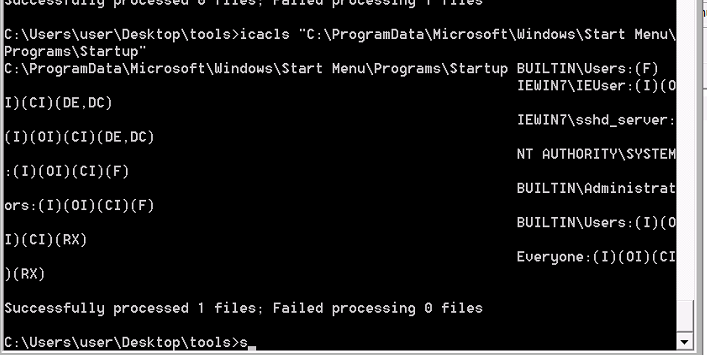 Successfully processed 0 files; Failed processing 1 files
C:\Users\user\Desktop\tools>icacls "C:\ProgramData\Microsoft\Windows\Start Menu\
Programs\Startup"
C:\ProgramData\Microsoft\Windows\Start Menu\Programs\Startup BUILTIN\Users:(F)
IEWIN7\IEUser:(I)(O
I)(CI)(DE,DC)
IEWIN7\sshd_server:
(I)(OI)(CI)(DE,DC)
NT AUTHORITY\SYSTEM
:(I)(OI)(CI)(F)
BUILTIN\Administrat
ors:(I)(OI)(CI)(F)
BUILTIN\Users:(I)(O
I)(CI)(RX)
Everyone:(I)(OI)(CI
)(RX)
Successfully processed 1 files; Failed processing 0 files
C:\Users\user\Desktop\tools>s_